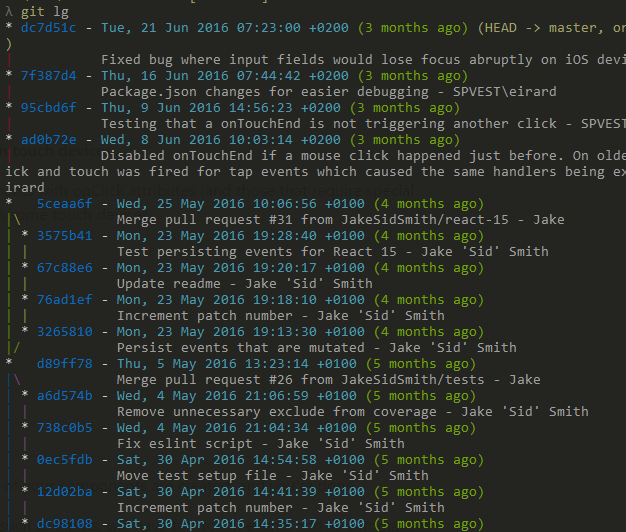 λ git lg
* dc7d51c - Tue, 21 Jun 2016 07:23:00 +0200 (3 months ago) (HEAD -> master, or
)
| Fixed bug where input fields would lose focus abruptly on iOS devi
* 7f387d4 - Thu, 16 Jun 2016 07:44:42 +0200 (3 months ago)
| Package.json changes for easier debugging - SPVEST\eirard
* 95cbd6f - Thu, 9 Jun 2016 14:56:23 +0200 (3 months ago)
| Testing that a onTouchEnd is not triggering another click - SPVEST
* ad0b72e - Wed, 8 Jun 2016 10:03:14 +0200 (3 months ago)
| Disabled onTouchEnd if a mouse click happened just before. On olde
ick and touch was fired for tap events which caused the same handlers being ex
irard
* 5ceaa6f - Wed, 25 May 2016 10:06:56 +0100 (4 months ago)
|\ Merge pull request #31 from JakeSidSmith/react-15 - Jake
| * 3575b41 - Mon, 23 May 2016 19:28:40 +0100 (4 months ago)
| | Test persisting events for React 15 - Jake 'Sid' Smith
| * 67c88e6 - Mon, 23 May 2016 19:20:17 +0100 (4 months ago)
| | Update readme - Jake 'Sid' Smith
| * 76ad1ef - Mon, 23 May 2016 19:18:10 +0100 (4 months ago)
| | Increment patch number - Jake 'Sid' Smith
| * 3265810 - Mon, 23 May 2016 19:13:30 +0100 (4 months ago)
|/ Persist events that are mutated - Jake 'Sid' Smith
* d89ff78 - Thu, 5 May 2016 13:23:14 +0100 (5 months ago)
|\ Merge pull request #26 from JakeSidSmith/tests - Jake
| * a6d574b - Wed, 4 May 2016 21:06:59 +0100 (5 months ago)
| | Remove unnecessary exclude from coverage - Jake 'Sid' Smith
| * 738c0b5 - Wed, 4 May 2016 21:04:34 +0100 (5 months ago)
| | Fix eslint script - Jake 'Sid' Smith
| * 0ec5fdb - Sat, 30 Apr 2016 14:54:58 +0100 (5 months ago)
| | Move test setup file - Jake 'Sid' Smith
| * 12d02ba - Sat, 30 Apr 2016 14:41:39 +0100 (5 months ago)
| | Increment patch number - Jake 'Sid' Smith
| * dc98108 - Sat, 30 Apr 2016 14:35:17 +0100 (5 months ago)